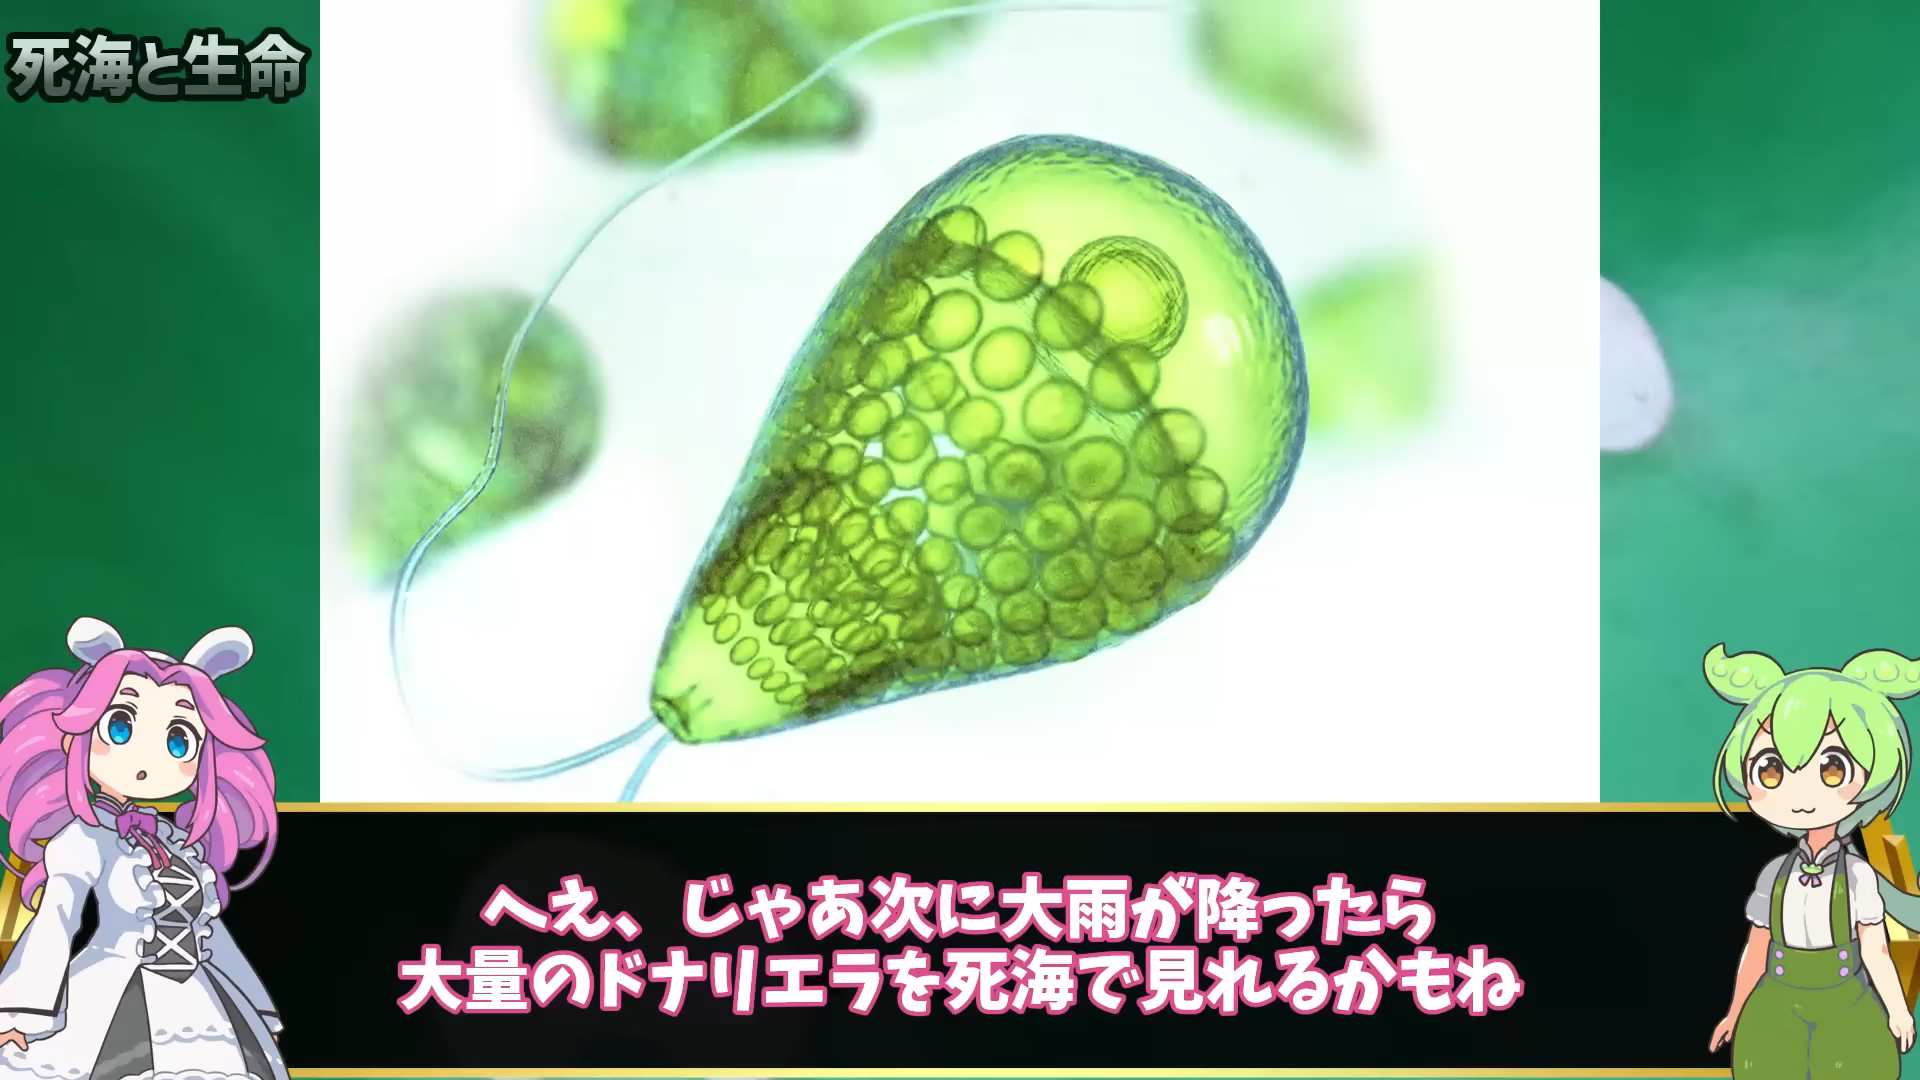 死海と生命
へえ、じゃあ次に大雨が降ったら
大量のドナリエラを死海で見れるかもね